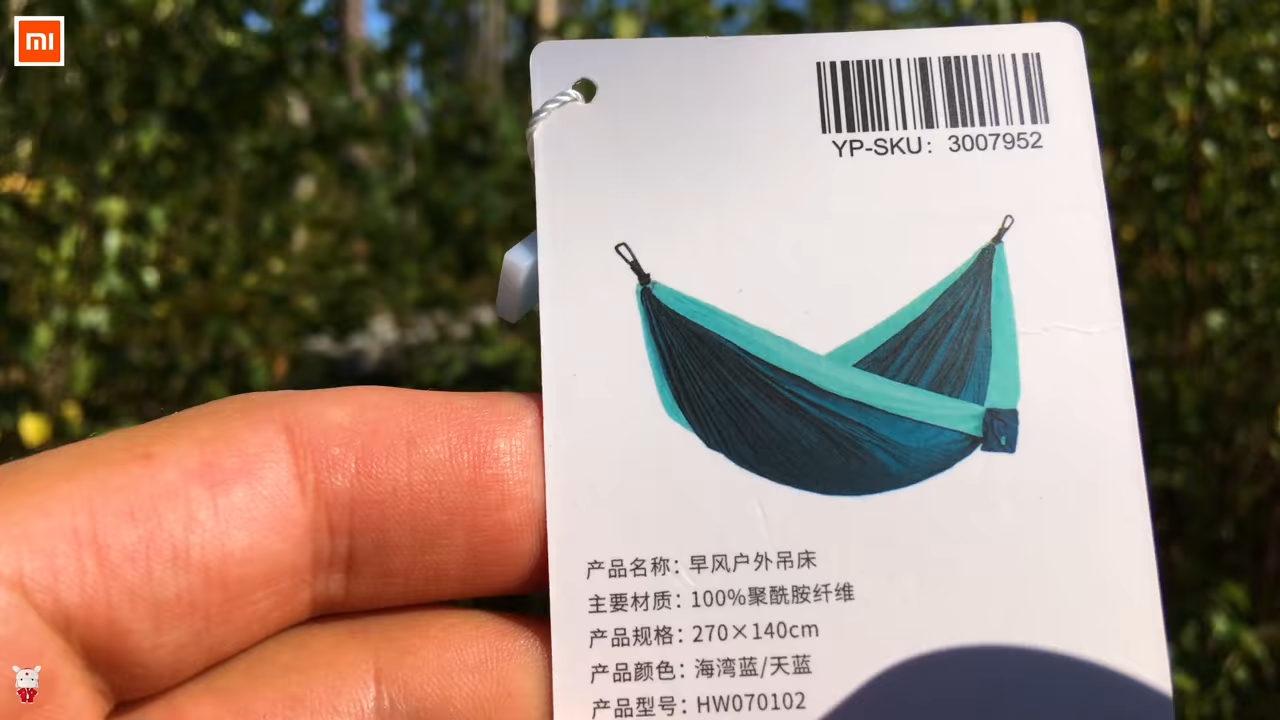 mi
YP-SKU: 3007952
产品名称：早风户外吊床
主要材质：100%聚酰胺纤维
产品规格：270×140cm
产品颜色：海湾蓝/天蓝
产品型号：HW070102